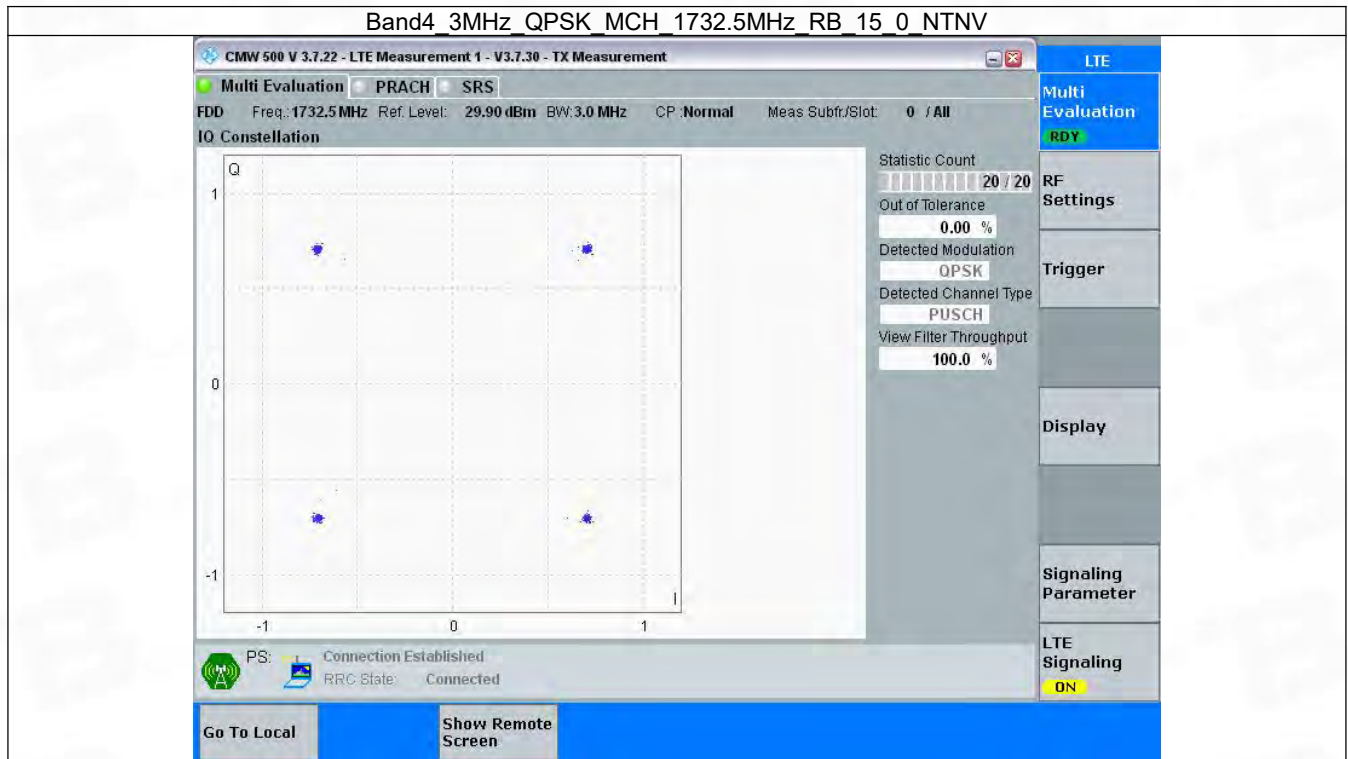 Band4_3MHz_QPSK_MCH_1732.5MHz_RB_15_0_NTNV
CMW 500 V 3.7.22 - LTE Measurement 1 - V3.7.30 - TX Measurement
LTE
Multi Evaluation PRACH SRS
FDD Freq.: 1732.5 MHz Ref. Level: 29.90 dBm BW: 3.0 MHz CP :Normal Meas Subfr./Slot: 0 / All
IQ Constellation
Multi
Evaluation
RDY
Q
1
0
-1
-1 0 1
I
Statistic Count
20 / 20
Out of Tolerance
0.00 %
Detected Modulation
QPSK
Detected Channel Type
PUSCH
View Filter Throughput
100.0 %
RF
Settings
Trigger
Display
Signaling
Parameter
LTE
Signaling
ON
PS: Connection Established
RRC State: Connected
Go To Local
Show Remote
Screen